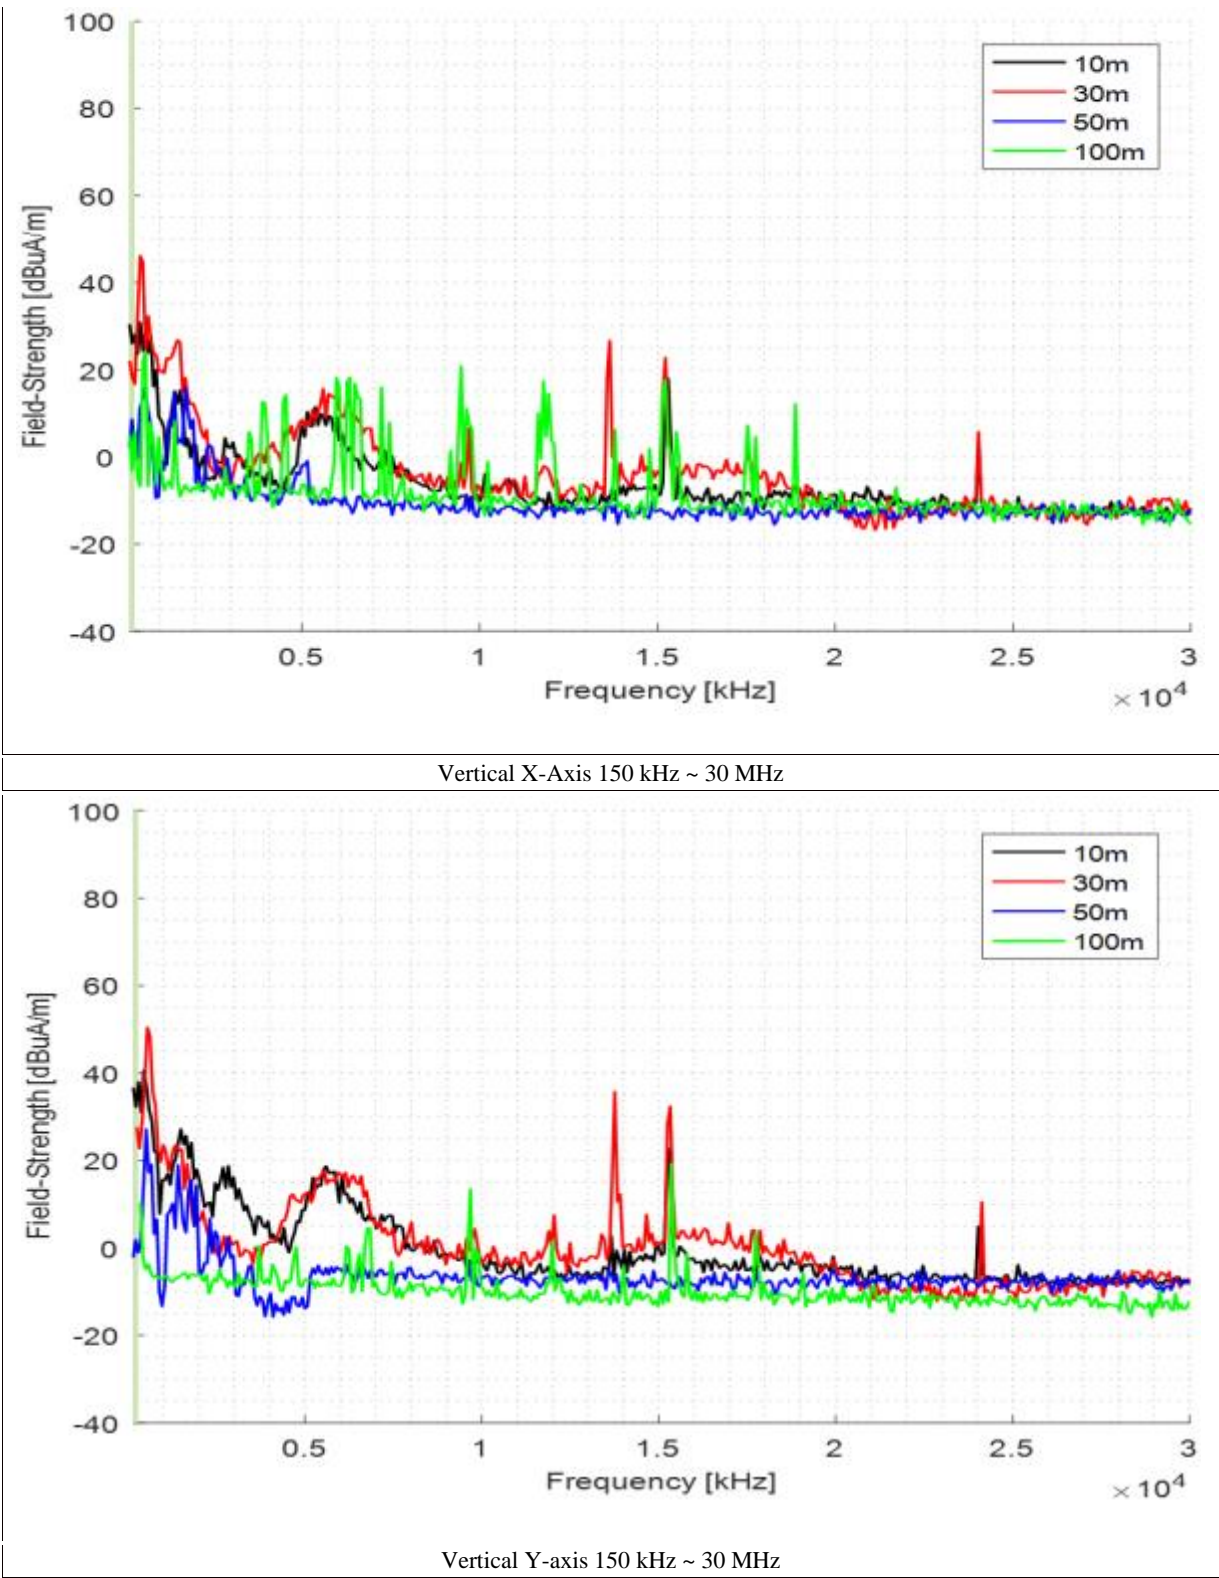 100
80
60
40
20
0
-20
-40
Field-Strength [dBuA/m]
10m
30m
50m
100m
0.5 1 1.5 2 2.5 3
Frequency [kHz]
× 10⁴
Vertical X-Axis 150 kHz ~ 30 MHz
100
80
60
40
20
0
-20
-40
Field-Strength [dBuA/m]
10m
30m
50m
100m
0.5 1 1.5 2 2.5 3
Frequency [kHz]
× 10⁴
Vertical Y-axis 150 kHz ~ 30 MHz